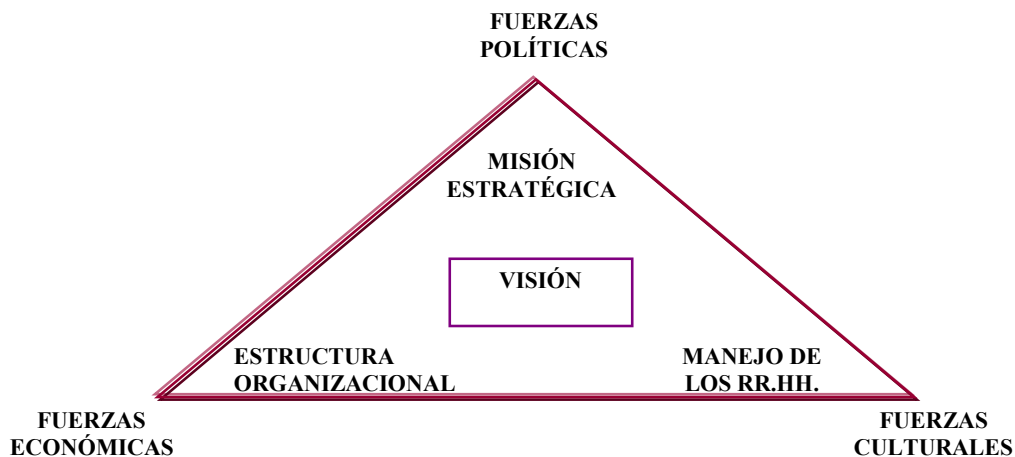 FUERZAS
POLÍTICAS
MISIÓN
ESTRATÉGICA
VISIÓN
ESTRUCTURA
ORGANIZACIONAL
MANEJO DE
LOS RR.HH.
FUERZAS
ECONÓMICAS
FUERZAS
CULTURALES